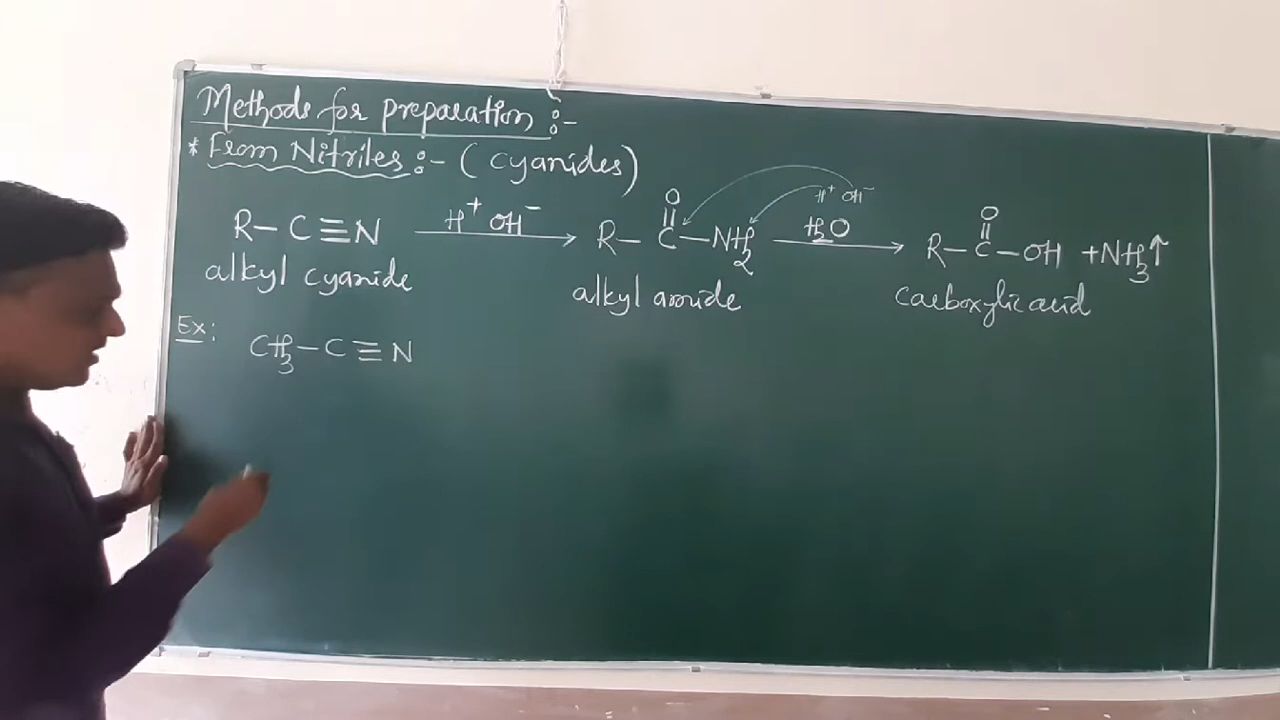 Methods for preparation :-
* From Nitriles :- (cyanides)
R-C≡N H⁺ OH⁻ → R-C(=O)-NH₂ H⁺ OH⁻ H₂O → R-C(=O)-OH + NH₃↑
alkyl cyanide alkyl amide carboxylic acid
Ex: CH₃-C≡N